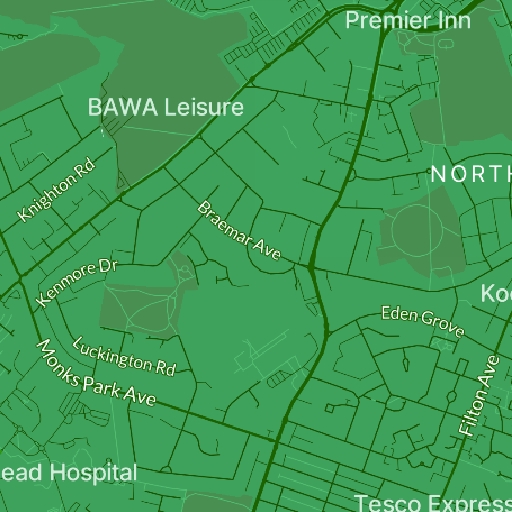 Premier Inn
BAWA Leisure
NORTH
Knighton Rd
Braemar Ave
Kenmore Dr
Koo
Eden Grove
Luckington Rd
Monks Park Ave
Filton Ave
ead Hospital
Tesco Express